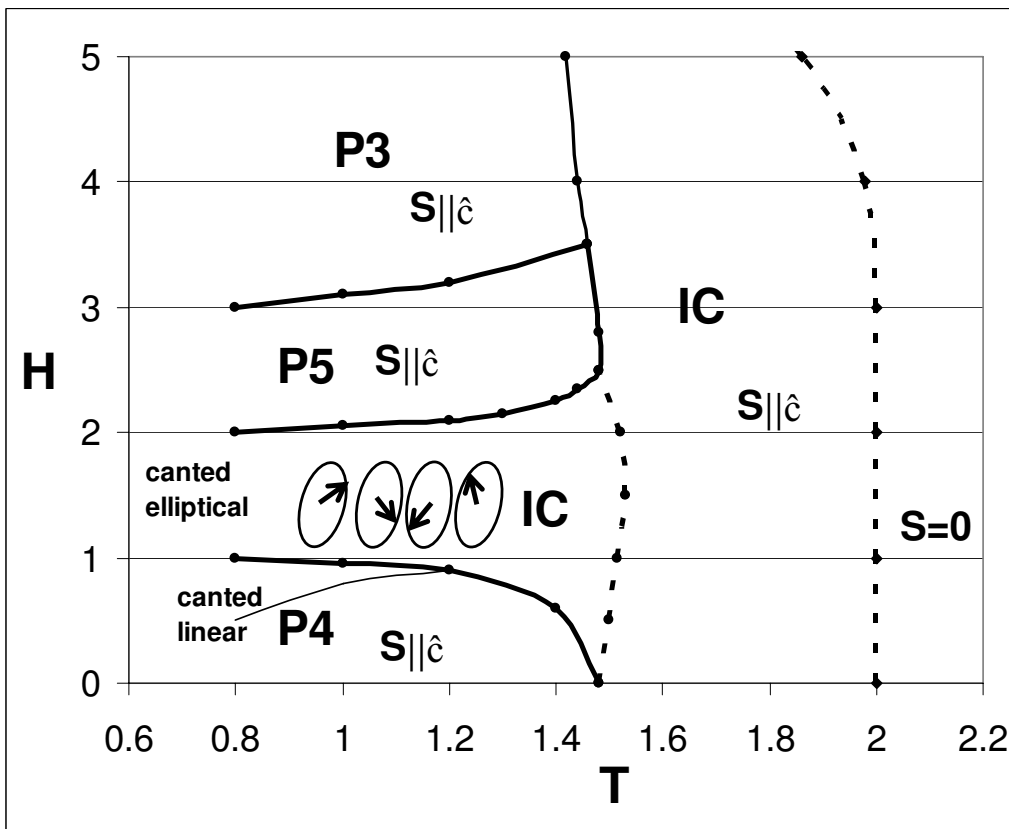 5
P3
S||ĉ
4
3
IC
P5
S||ĉ
H
S||ĉ
2
canted
elliptical
IC
S=0
1
canted
linear
P4
S||ĉ
0
0.6 0.8 1 1.2 1.4 1.6 1.8 2 2.2
T